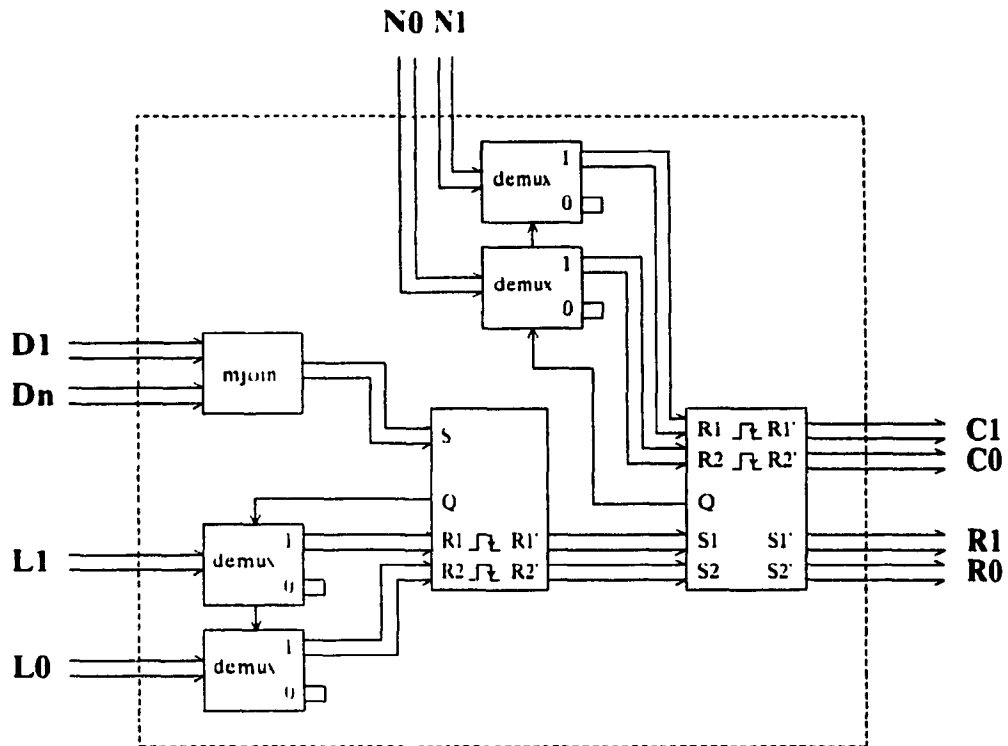 N0 N1
1
demux
0
1
demux
0
D1
mjoin
Dn
S
R1 R1'
C1
R2 R2'
C0
Q
Q
L1
1
demux
0
R1 R1'
R2 R2'
S1 S1'
R1
S2 S2'
R0
L0
1
demux
0